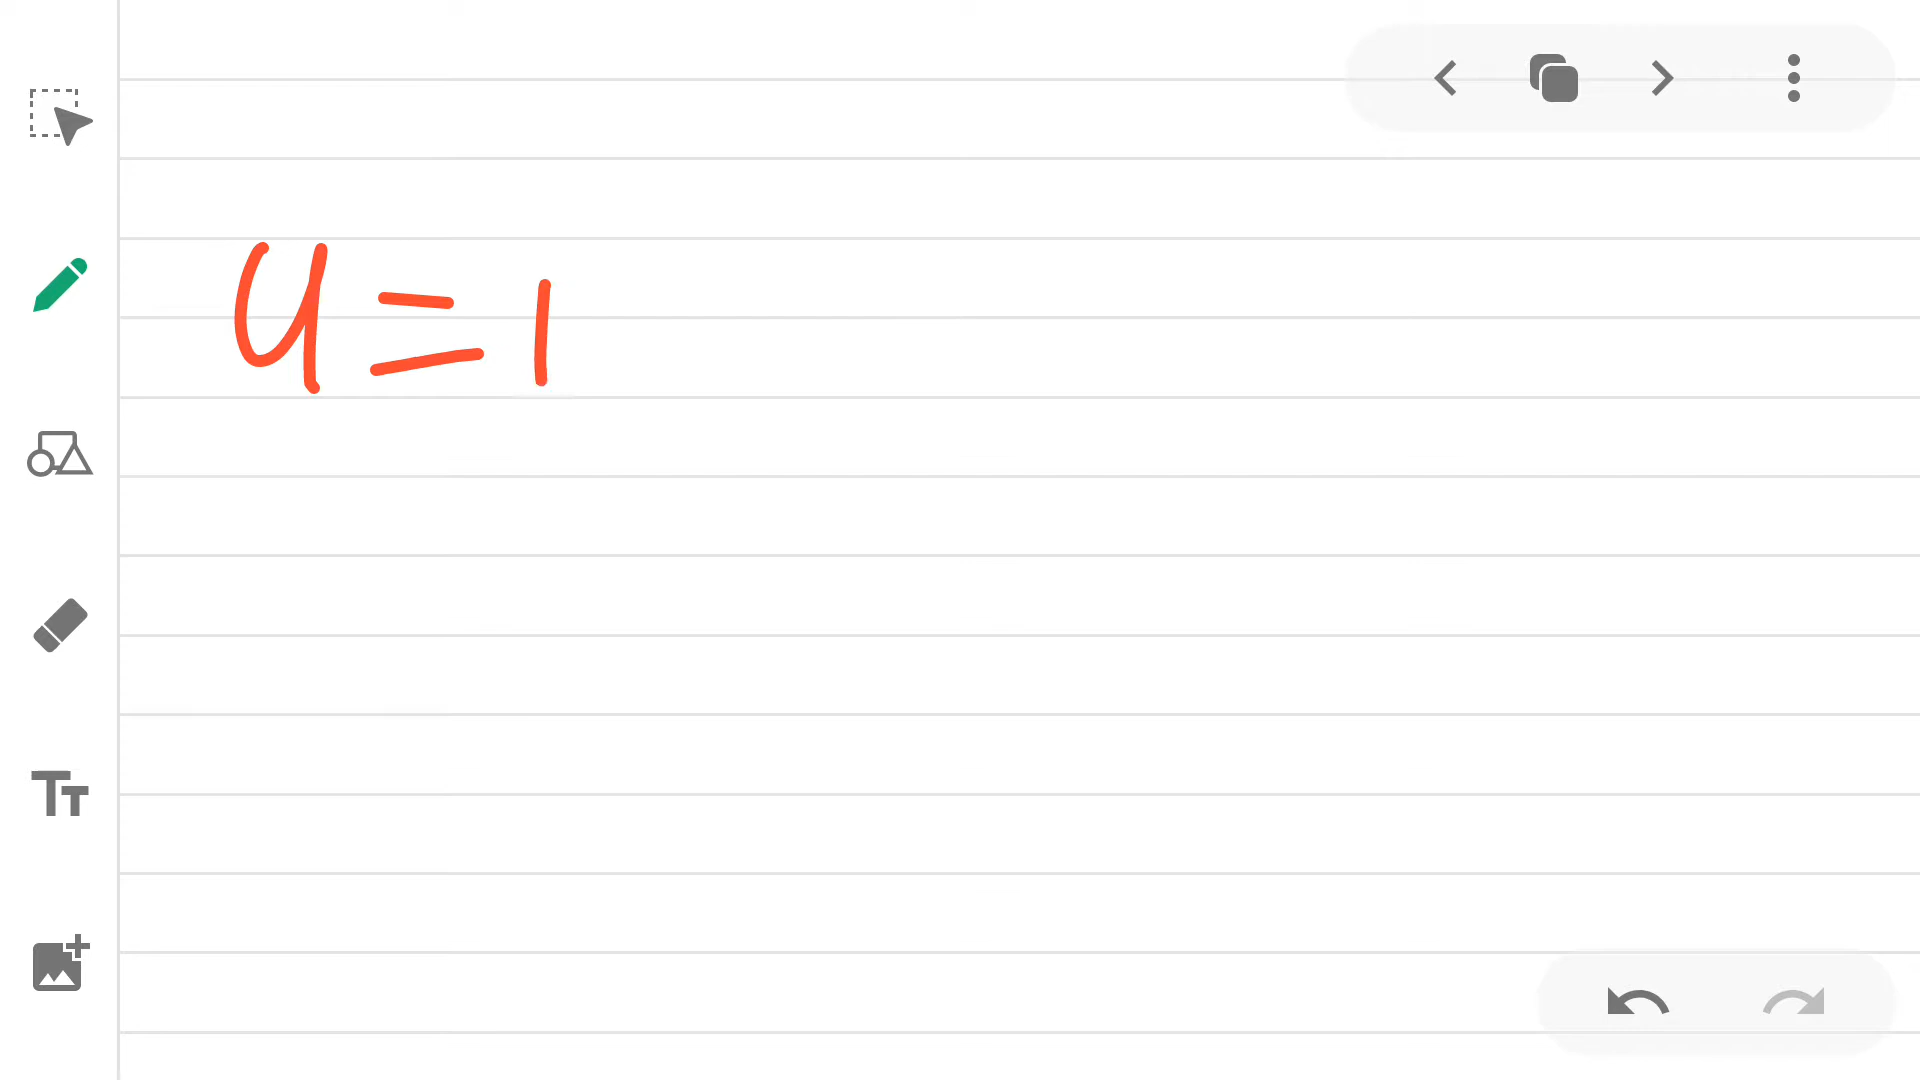 u = 1